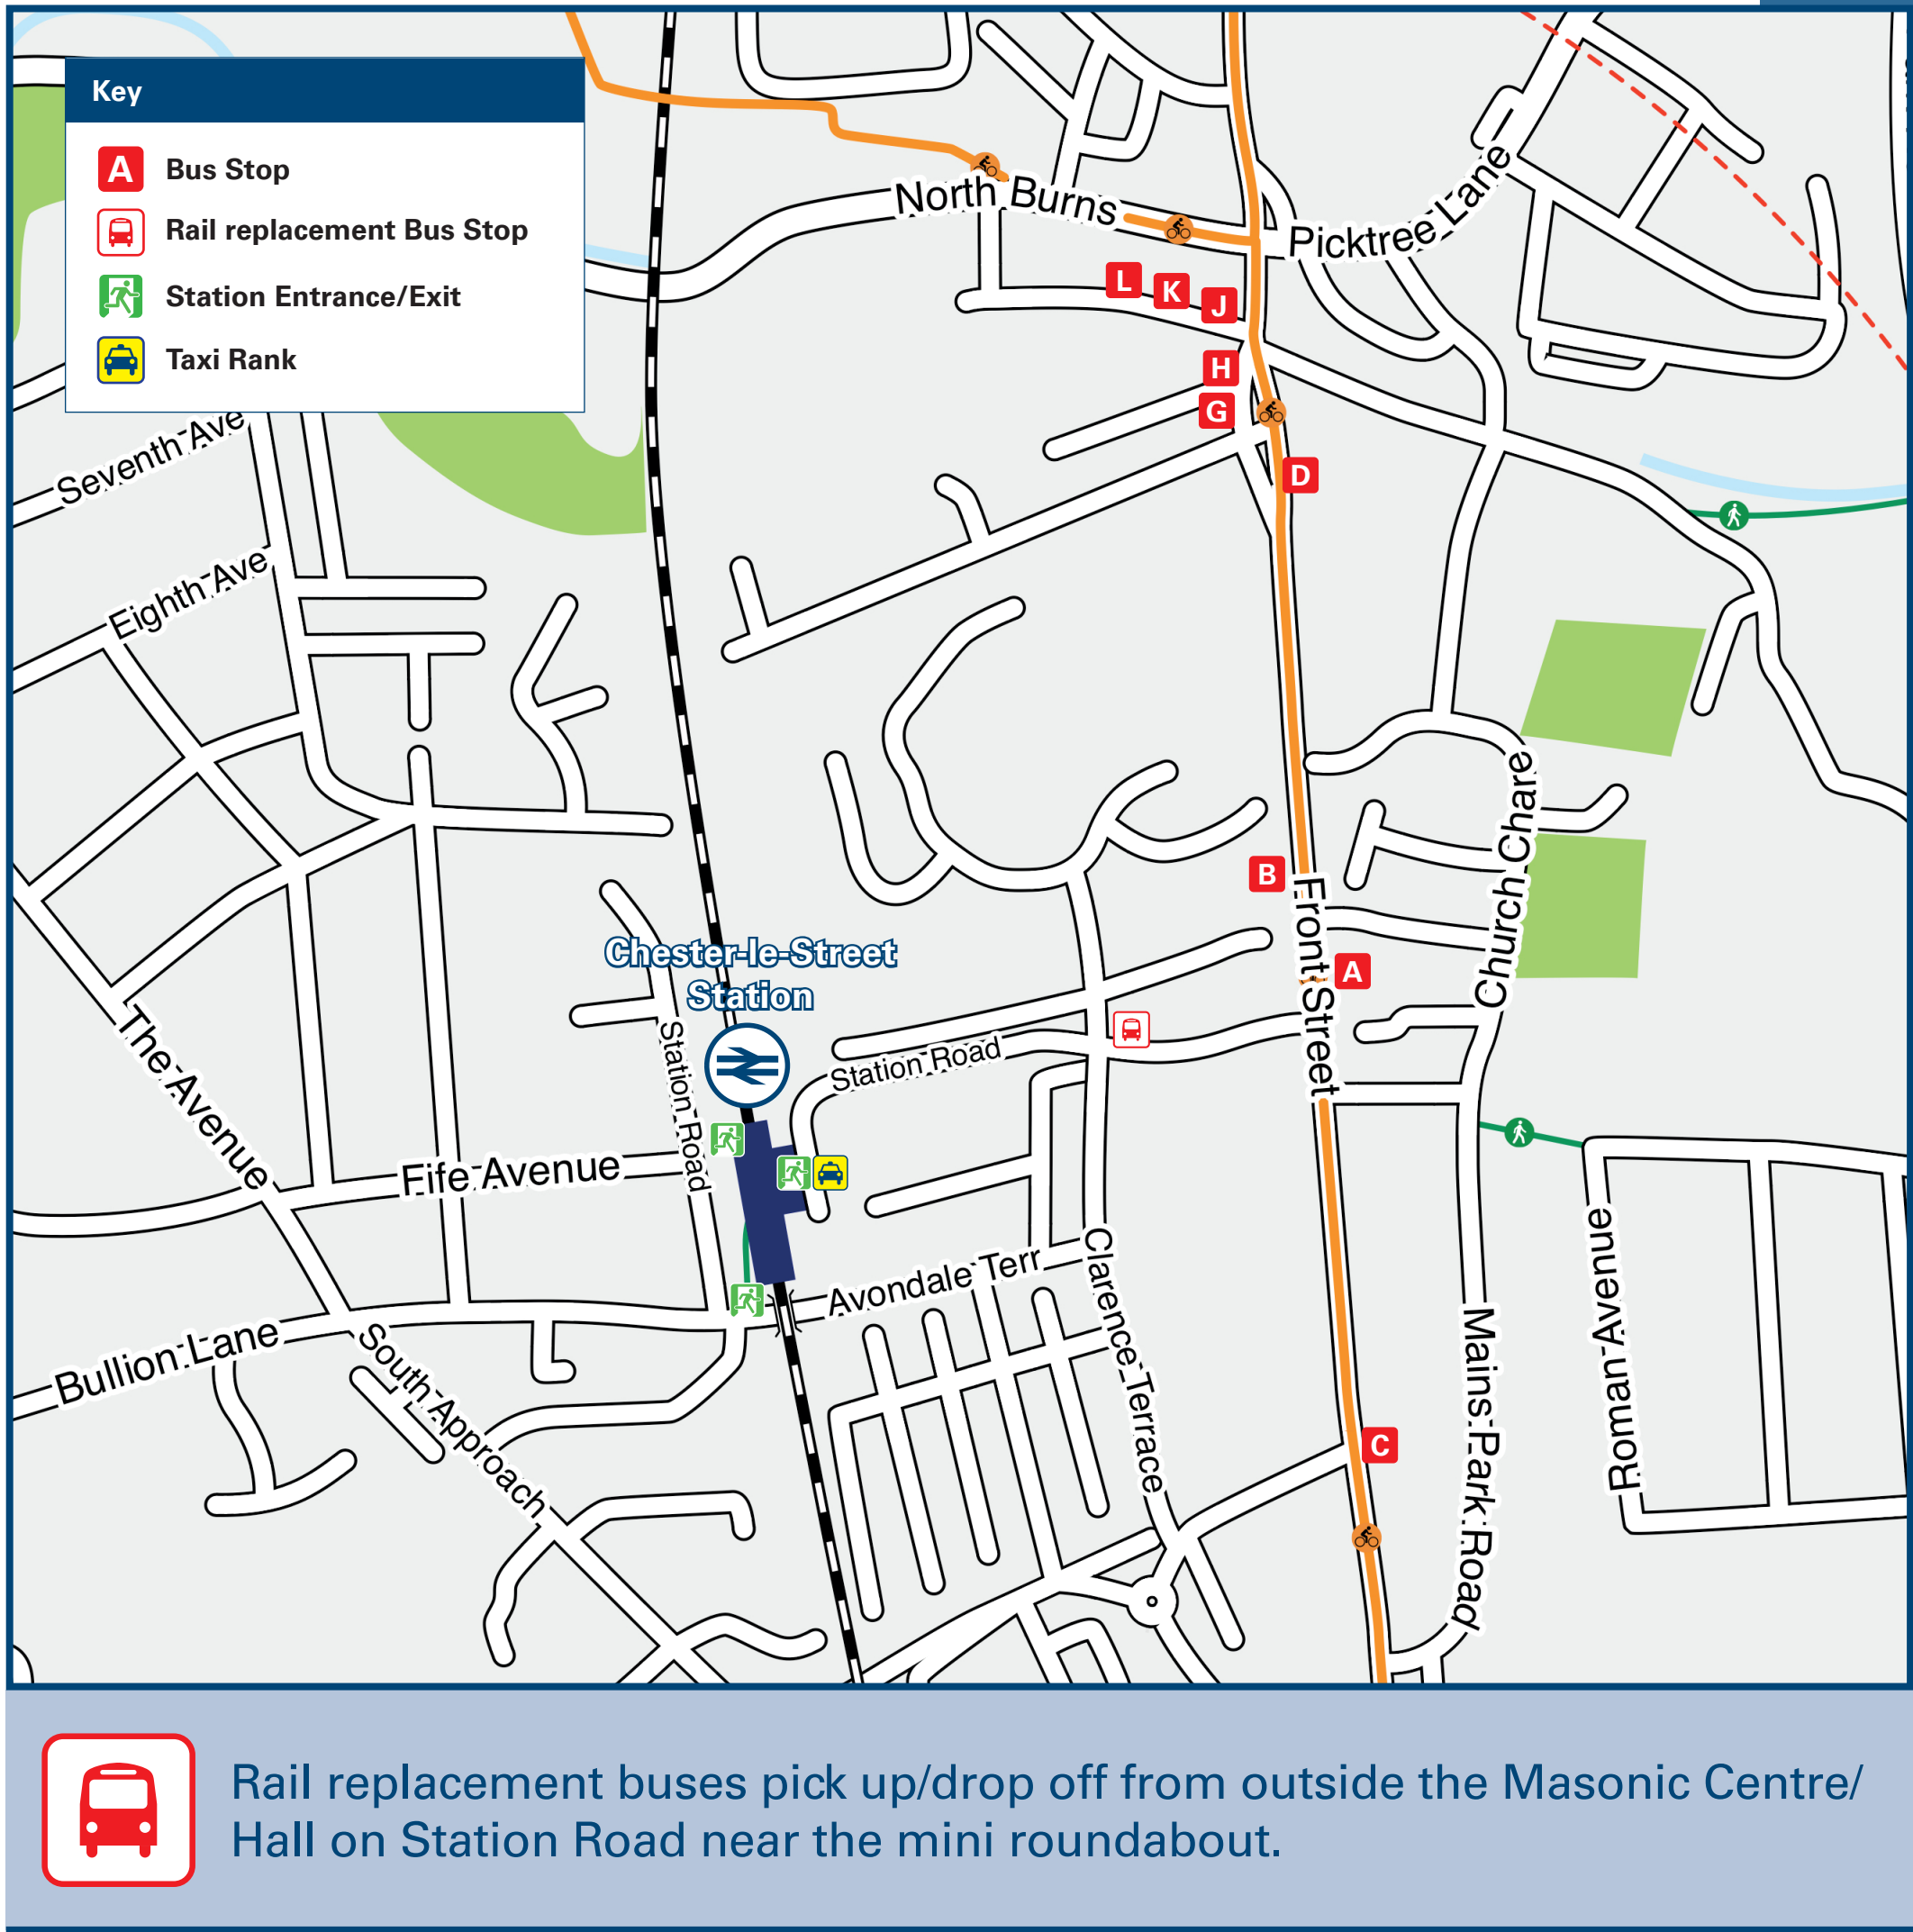 Key
A Bus Stop
Rail replacement Bus Stop
Station Entrance/Exit
Taxi Rank
North Burns
Picktree Lane
L
K
J
H
G
D
Seventh Ave
Eighth Ave
Church Chare
B
Front Street
A
Chester-le-Street
Station
Station Road
Station Road
The Avenue
Fife Avenue
Avondale Terr
Clarence Terrace
Roman Avenue
Bullion Lane
South Approach
Mains Park Road
C
Rail replacement buses pick up/drop off from outside the Masonic Centre/
Hall on Station Road near the mini roundabout.